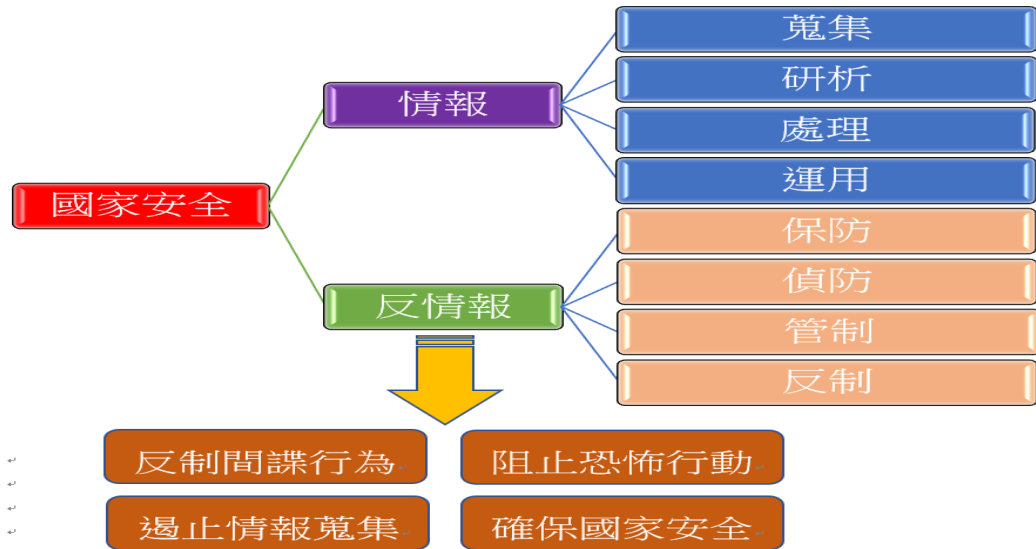 蒐集
研析
情報
處理
運用
國家安全
保防
偵防
反情報
管制
反制
反制間諜行為
阻止恐怖行動
遏止情報蒐集
確保國家安全